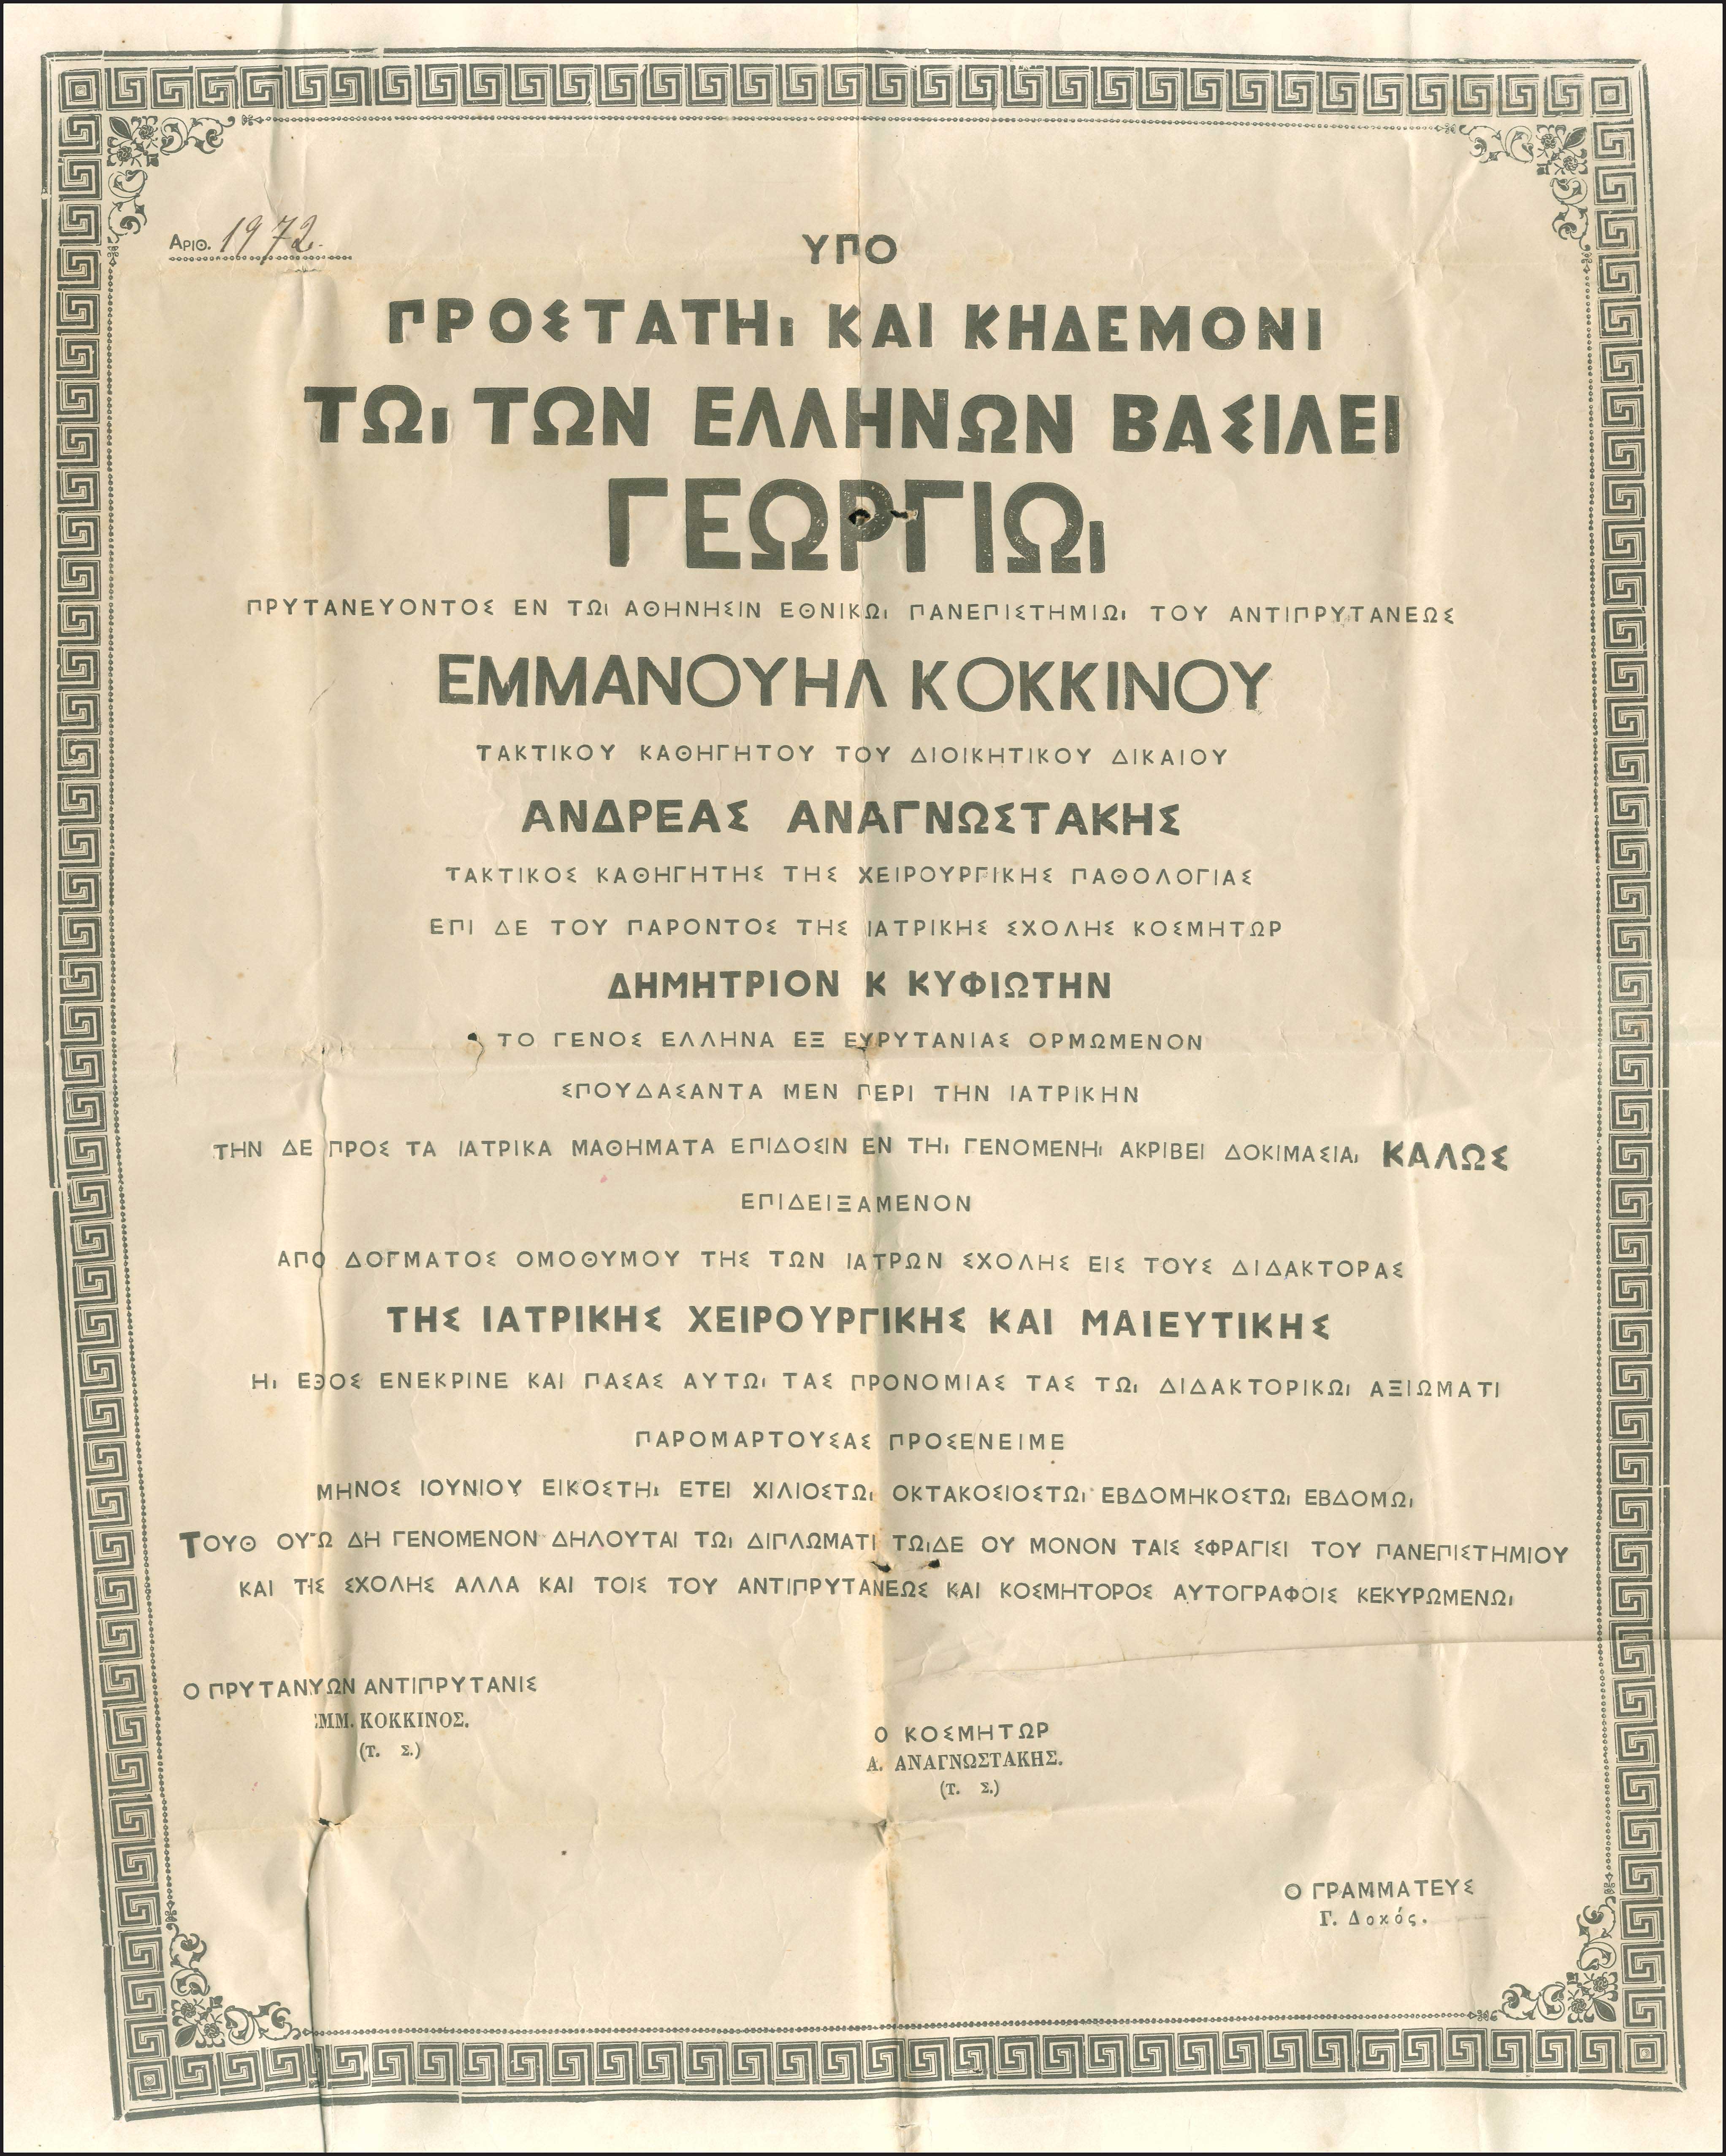 Αριθ. 1972.
ΥΠΟ
ΠΡΟΣΤΑΤΗι ΚΑΙ ΚΗΔΕΜΟΝΙ
ΤΩι ΤΩΝ ΕΛΛΗΝΩΝ ΒΑΣΙΛΕΙ
ΓΕΩΡΓΙΩι
ΠΡΥΤΑΝΕΥΟΝΤΟΣ ΕΝ ΤΩι ΑΘΗΝΗΣΙΝ ΕΘΝΙΚΩι ΠΑΝΕΠΙΣΤΗΜΙΩι ΤΟΥ ΑΝΤΙΠΡΥΤΑΝΕΩΣ
ΕΜΜΑΝΟΥΗΛ ΚΟΚΚΙΝΟΥ
ΤΑΚΤΙΚΟΥ ΚΑΘΗΓΗΤΟΥ ΤΟΥ ΔΙΟΙΚΗΤΙΚΟΥ ΔΙΚΑΙΟΥ
ΑΝΔΡΕΑΣ ΑΝΑΓΝΩΣΤΑΚΗΣ
ΤΑΚΤΙΚΟΣ ΚΑΘΗΓΗΤΗΣ ΤΗΣ ΧΕΙΡΟΥΡΓΙΚΗΣ ΠΑΘΟΛΟΓΙΑΣ
ΕΠΙ ΔΕ ΤΟΥ ΠΑΡΟΝΤΟΣ ΤΗΣ ΙΑΤΡΙΚΗΣ ΣΧΟΛΗΣ ΚΟΣΜΗΤΩΡ
ΔΗΜΗΤΡΙΟΝ Κ ΚΥΦΙΩΤΗΝ
ΤΟ ΓΕΝΟΣ ΕΛΛΗΝΑ ΕΞ ΕΥΡΥΤΑΝΙΑΣ ΟΡΜΩΜΕΝΟΝ
ΣΠΟΥΔΑΣΑΝΤΑ ΜΕΝ ΠΕΡΙ ΤΗΝ ΙΑΤΡΙΚΗΝ
ΤΗΝ ΔΕ ΠΡΟΣ ΤΑ ΙΑΤΡΙΚΑ ΜΑΘΗΜΑΤΑ ΕΠΙΔΟΣΙΝ ΕΝ ΤΗι ΓΕΝΟΜΕΝΗι ΑΚΡΙΒΕΙ ΔΟΚΙΜΑΣΙΑι ΚΑΛΩΣ
ΕΠΙΔΕΙΞΑΜΕΝΟΝ
ΑΠΟ ΔΟΓΜΑΤΟΣ ΟΜΟΘΥΜΟΥ ΤΗΣ ΤΩΝ ΙΑΤΡΩΝ ΣΧΟΛΗΣ ΕΙΣ ΤΟΥΣ ΔΙΔΑΚΤΟΡΑΣ
ΤΗΣ ΙΑΤΡΙΚΗΣ ΧΕΙΡΟΥΡΓΙΚΗΣ ΚΑΙ ΜΑΙΕΥΤΙΚΗΣ
Ηι ΕΘΟΣ ΕΝΕΚΡΙΝΕ ΚΑΙ ΠΑΣΑΣ ΑΥΤΩι ΤΑΣ ΠΡΟΝΟΜΙΑΣ ΤΑΣ ΤΩι ΔΙΔΑΚΤΟΡΙΚΩι ΑΞΙΩΜΑΤΙ
ΠΑΡΟΜΑΡΤΟΥΣΑΣ ΠΡΟΣΕΝΕΙΜΕ
ΜΗΝΟΣ ΙΟΥΝΙΟΥ ΕΙΚΟΣΤΗι ΕΤΕΙ ΧΙΛΙΟΣΤΩι ΟΚΤΑΚΟΣΙΟΣΤΩι ΕΒΔΟΜΗΚΟΣΤΩι ΕΒΔΟΜΩι
ΤΟΥΘ ΟΥΤΩ ΔΗ ΓΕΝΟΜΕΝΟΝ ΔΗΛΟΥΤΑΙ ΤΩι ΔΙΠΛΩΜΑΤΙ ΤΩιΔΕ ΟΥ ΜΟΝΟΝ ΤΑΙΣ ΣΦΡΑΓΙΣΙ ΤΟΥ ΠΑΝΕΠΙΣΤΗΜΙΟΥ
ΚΑΙ ΤΗΣ ΣΧΟΛΗΣ ΑΛΛΑ ΚΑΙ ΤΟΙΣ ΤΟΥ ΑΝΤΙΠΡΥΤΑΝΕΩΣ ΚΑΙ ΚΟΣΜΗΤΟΡΟΣ ΑΥΤΟΓΡΑΦΟΙΣ ΚΕΚΥΡΩΜΕΝΩι
Ο ΠΡΥΤΑΝΥΩΝ ΑΝΤΙΠΡΥΤΑΝΙΣ
ΕΜΜ. ΚΟΚΚΙΝΟΣ.
(Τ. Σ.)
Ο ΚΟΣΜΗΤΩΡ
Α. ΑΝΑΓΝΩΣΤΑΚΗΣ.
(Τ. Σ.)
Ο ΓΡΑΜΜΑΤΕΥΣ
Γ. Δοκός.